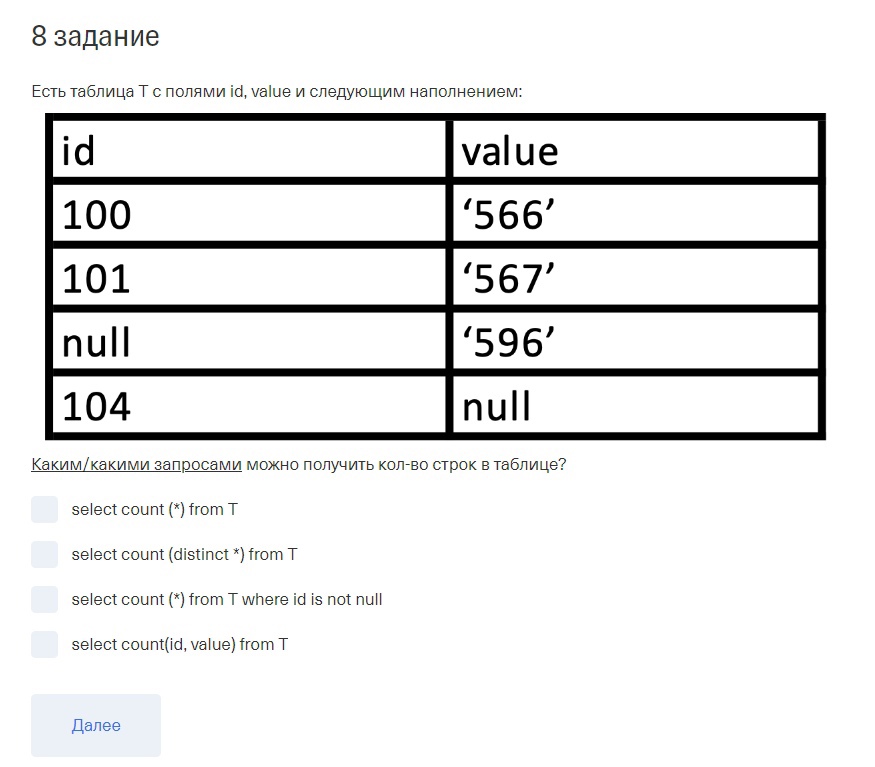 8 задание
Есть таблица T с полями id, value и следующим наполнением:
id value
100 ‘566’
101 ‘567’
null ‘596’
104 null
Каким/какими запросами можно получить кол-во строк в таблице?
select count (*) from T
select count (distinct *) from T
select count (*) from T where id is not null
select count(id, value) from T
Далее